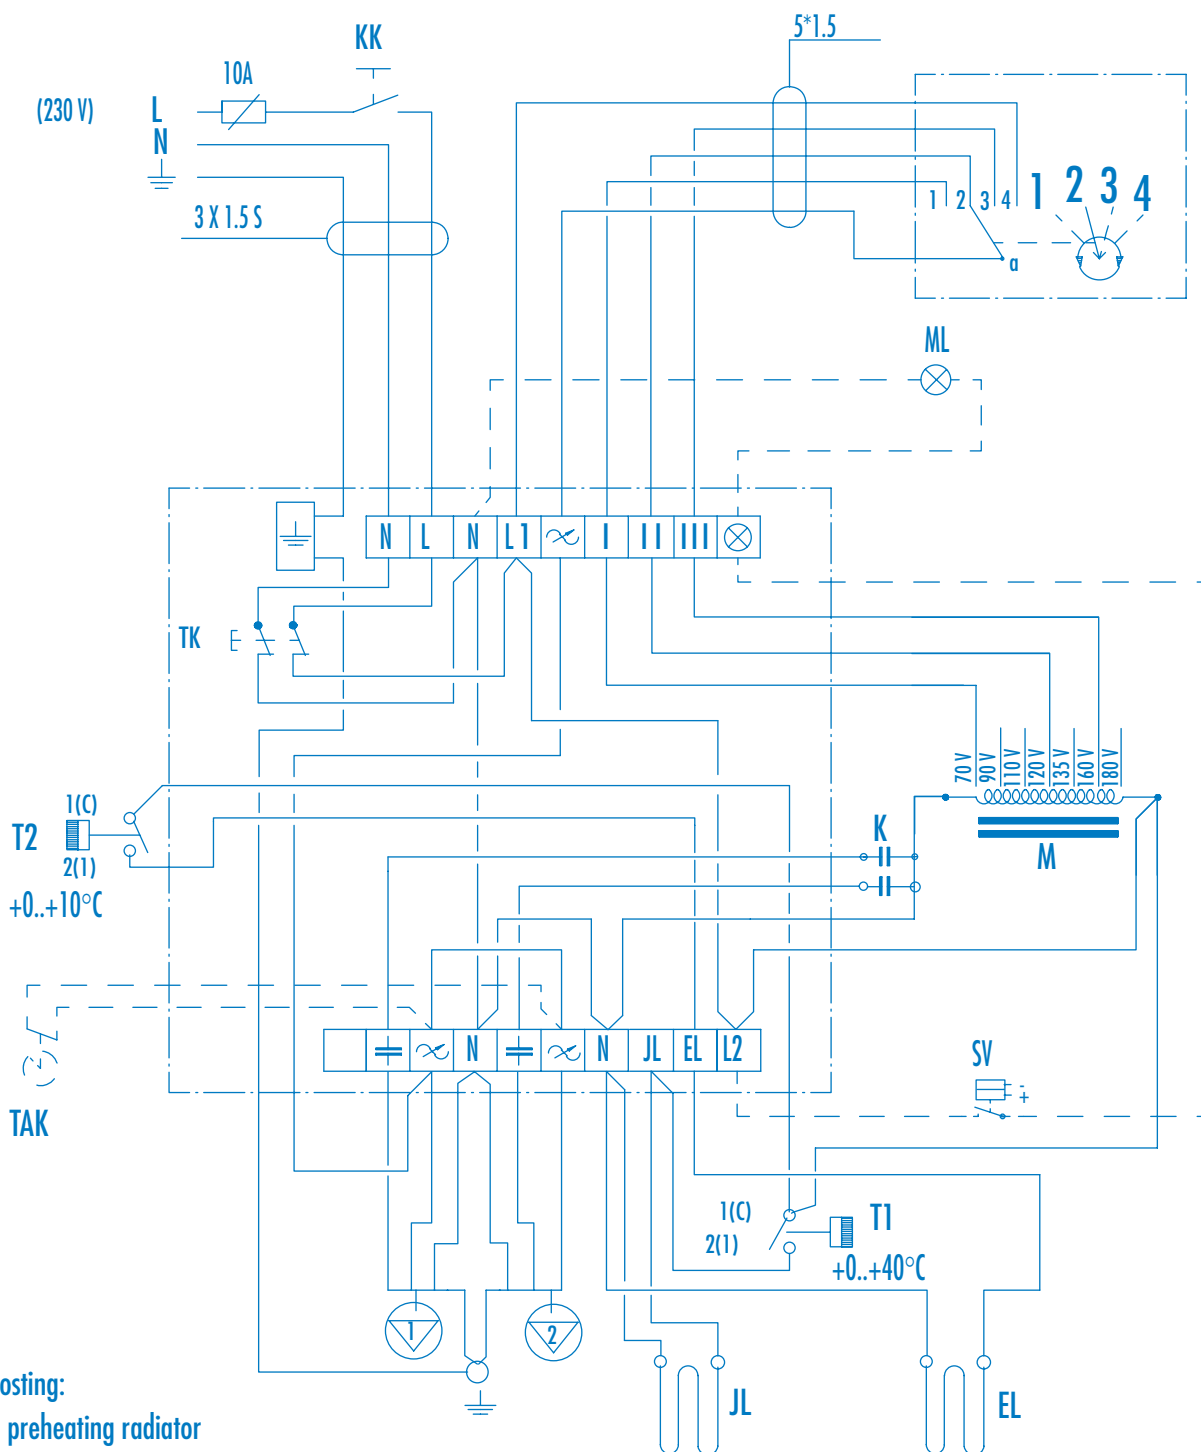 5*1.5
KK
10A
(230 V) L
N
3 X 1.5 S
1 2 3 4
1 2 3 4
a
ML
N L N L1 I II III
TK
70 V 90 V 110 V 120 V 135 V 160 V 180 V
M
K
T2
1(C)
2(1)
+0..+10°C
N N JL EL L2
TAK
SV
- +
1(C)
2(1)
T1
+0..+40°C
1 2
JL
EL
osting:
preheating radiator